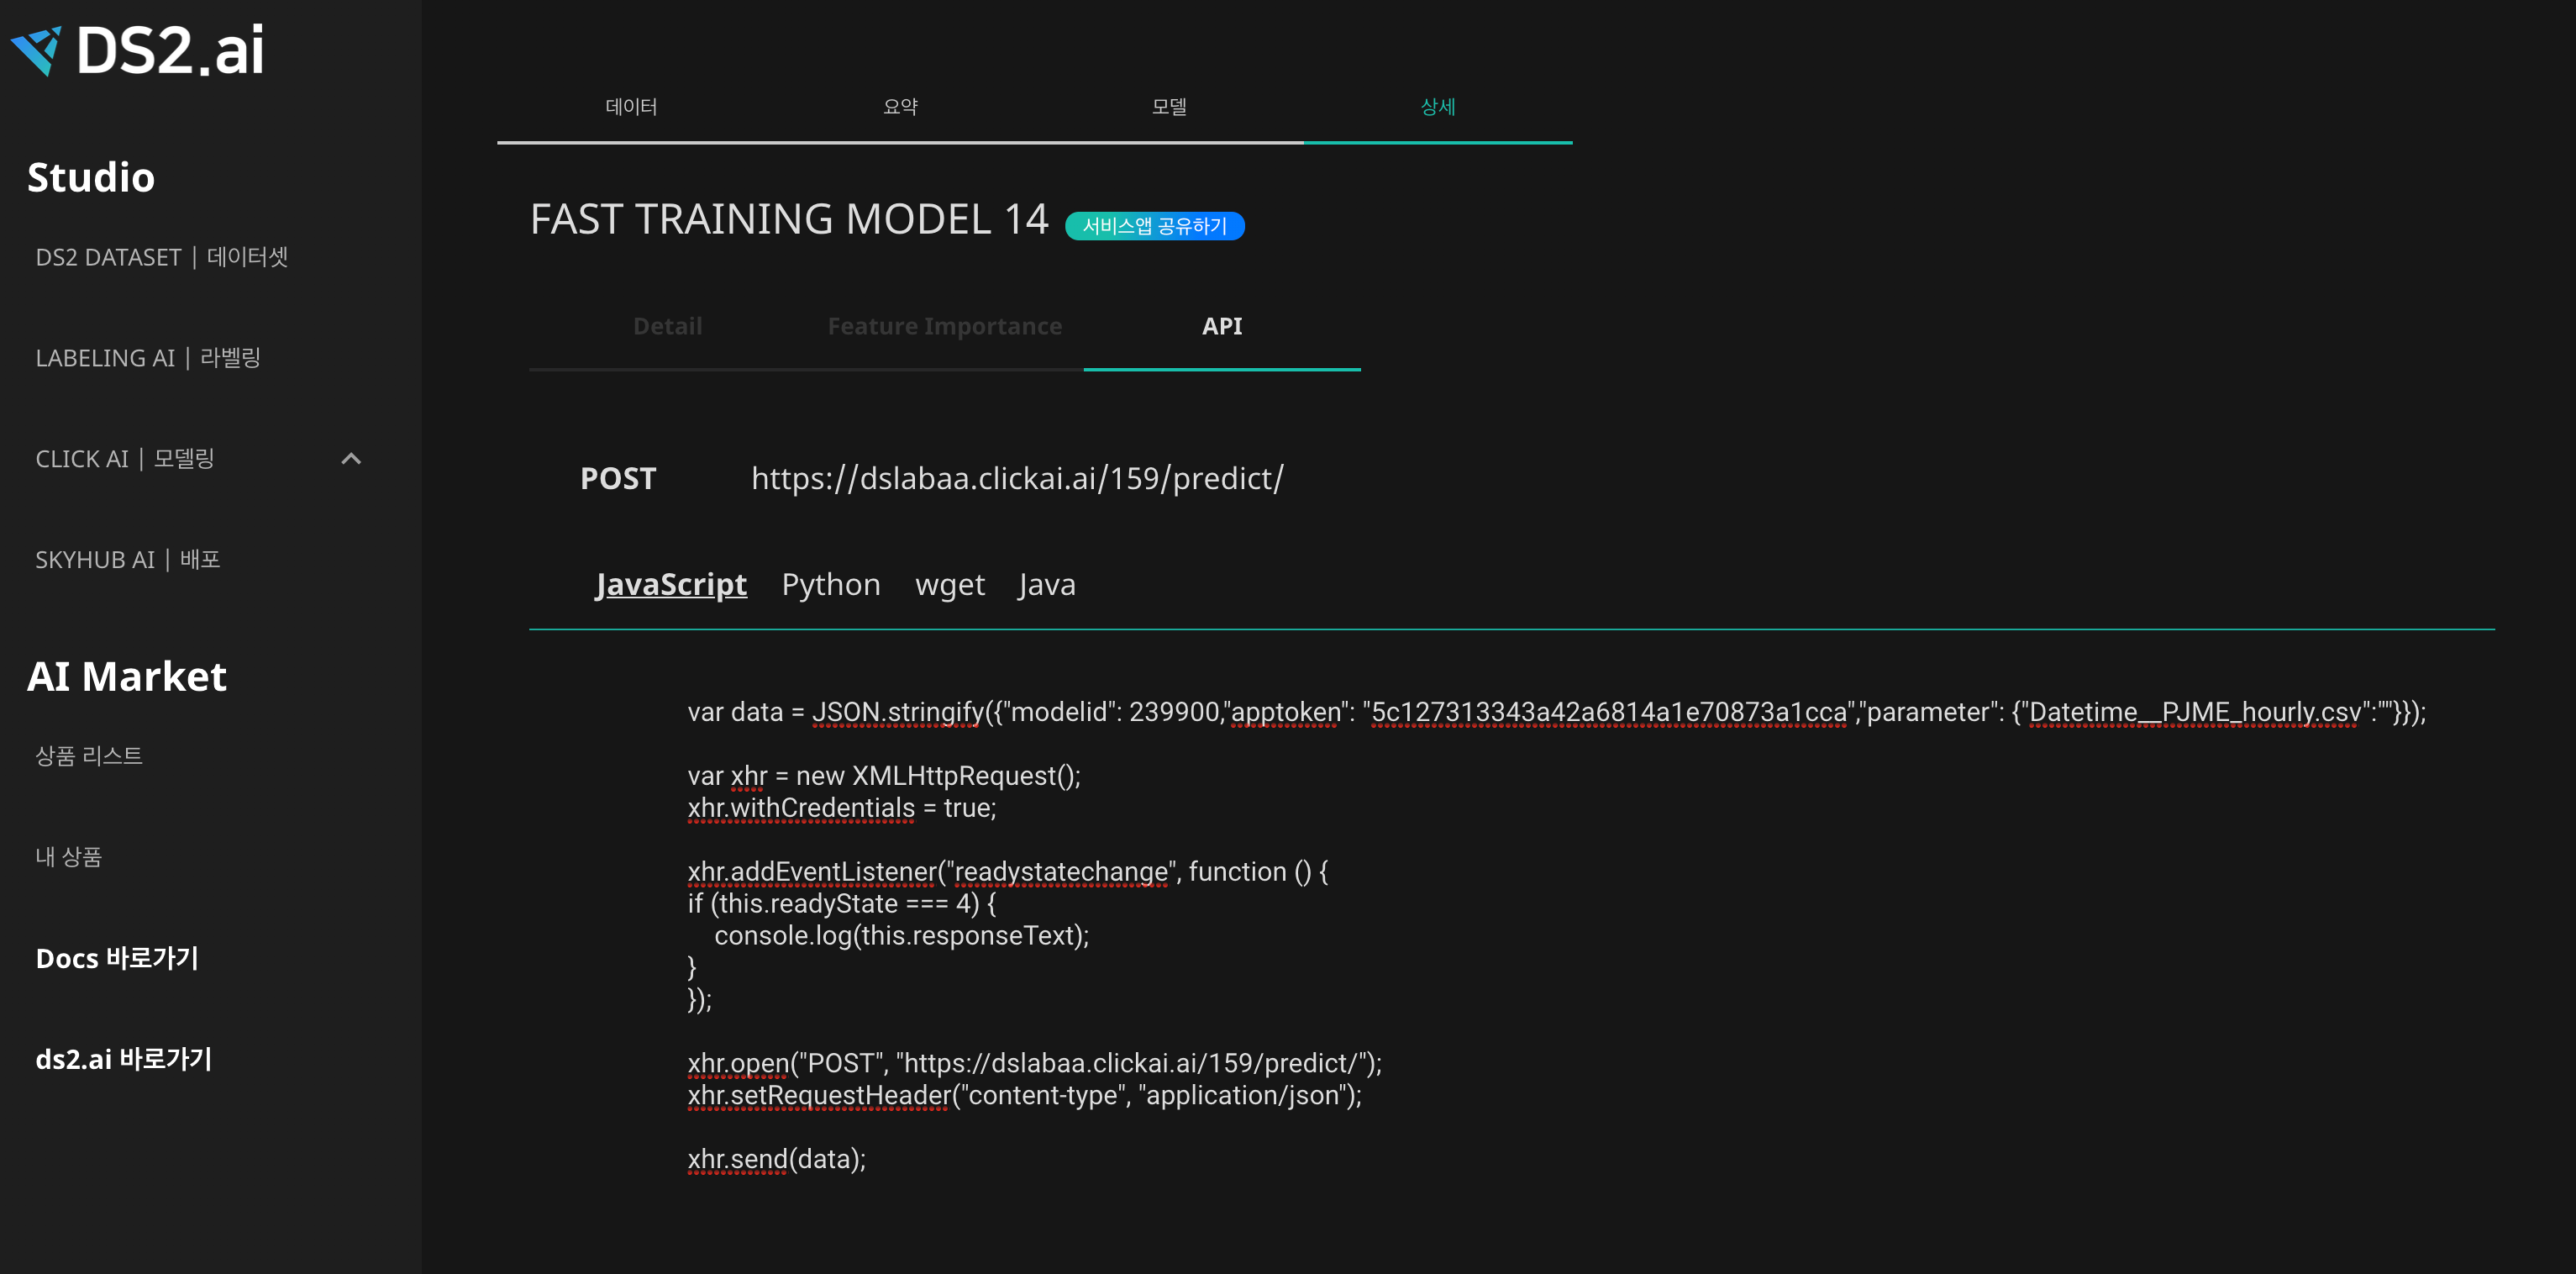 DS2.ai
Studio
DS2 DATASET | 데이터셋
LABELING AI | 라벨링
CLICK AI | 모델링
SKYHUB AI | 배포
AI Market
상품 리스트
내 상품
Docs 바로가기
ds2.ai 바로가기
데이터 요약 모델 상세
FAST TRAINING MODEL 14 서비스앱 공유하기
Detail Feature Importance API
POST https://dslabaa.clickai.ai/159/predict/
JavaScript Python wget Java
var data = JSON.stringify({"modelid": 239900,"apptoken": "5c127313343a42a6814a1e70873a1cca","parameter": {"Datetime__PJME_hourly.csv":""}});
var xhr = new XMLHttpRequest();
xhr.withCredentials = true;
xhr.addEventListener("readystatechange", function () {
if (this.readyState === 4) {
console.log(this.responseText);
}
});
xhr.open("POST", "https://dslabaa.clickai.ai/159/predict/");
xhr.setRequestHeader("content-type", "application/json");
xhr.send(data);